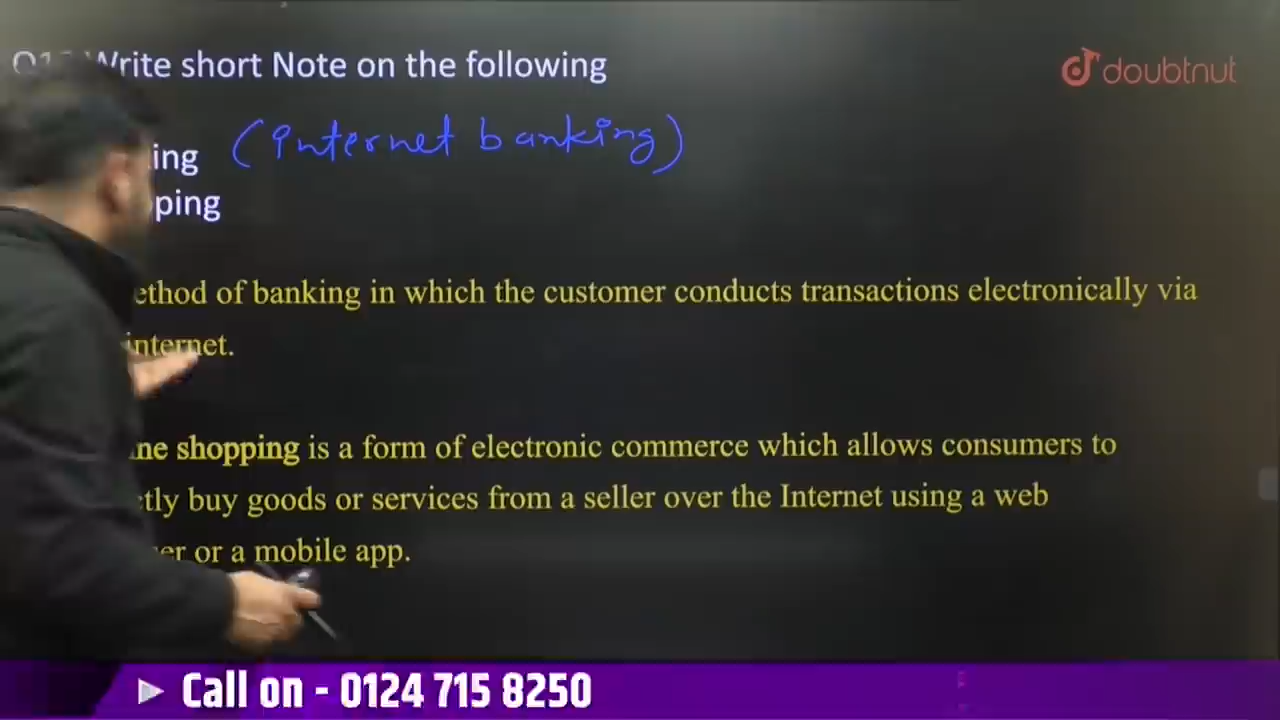 Write short Note on the following
doubtnut
(internet banking)
ing
ping
ethod of banking in which the customer conducts transactions electronically via
internet.
ne shopping is a form of electronic commerce which allows consumers to
tly buy goods or services from a seller over the Internet using a web
er or a mobile app.
Call on - 0124 715 8250